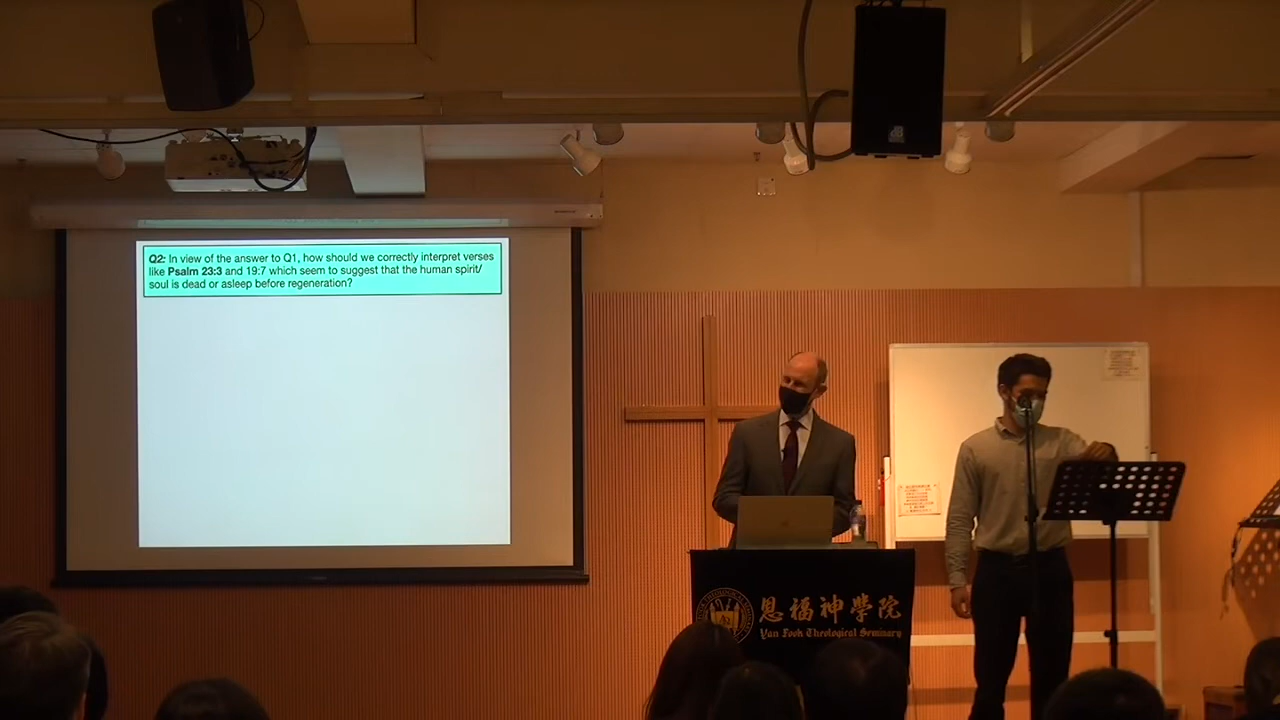 Q2: In view of the answer to Q1, how should we correctly interpret verses
like Psalm 23:3 and 19:7 which seem to suggest that the human spirit/
soul is dead or asleep before regeneration?
恩福神學院
Yan Fook Theological Seminary